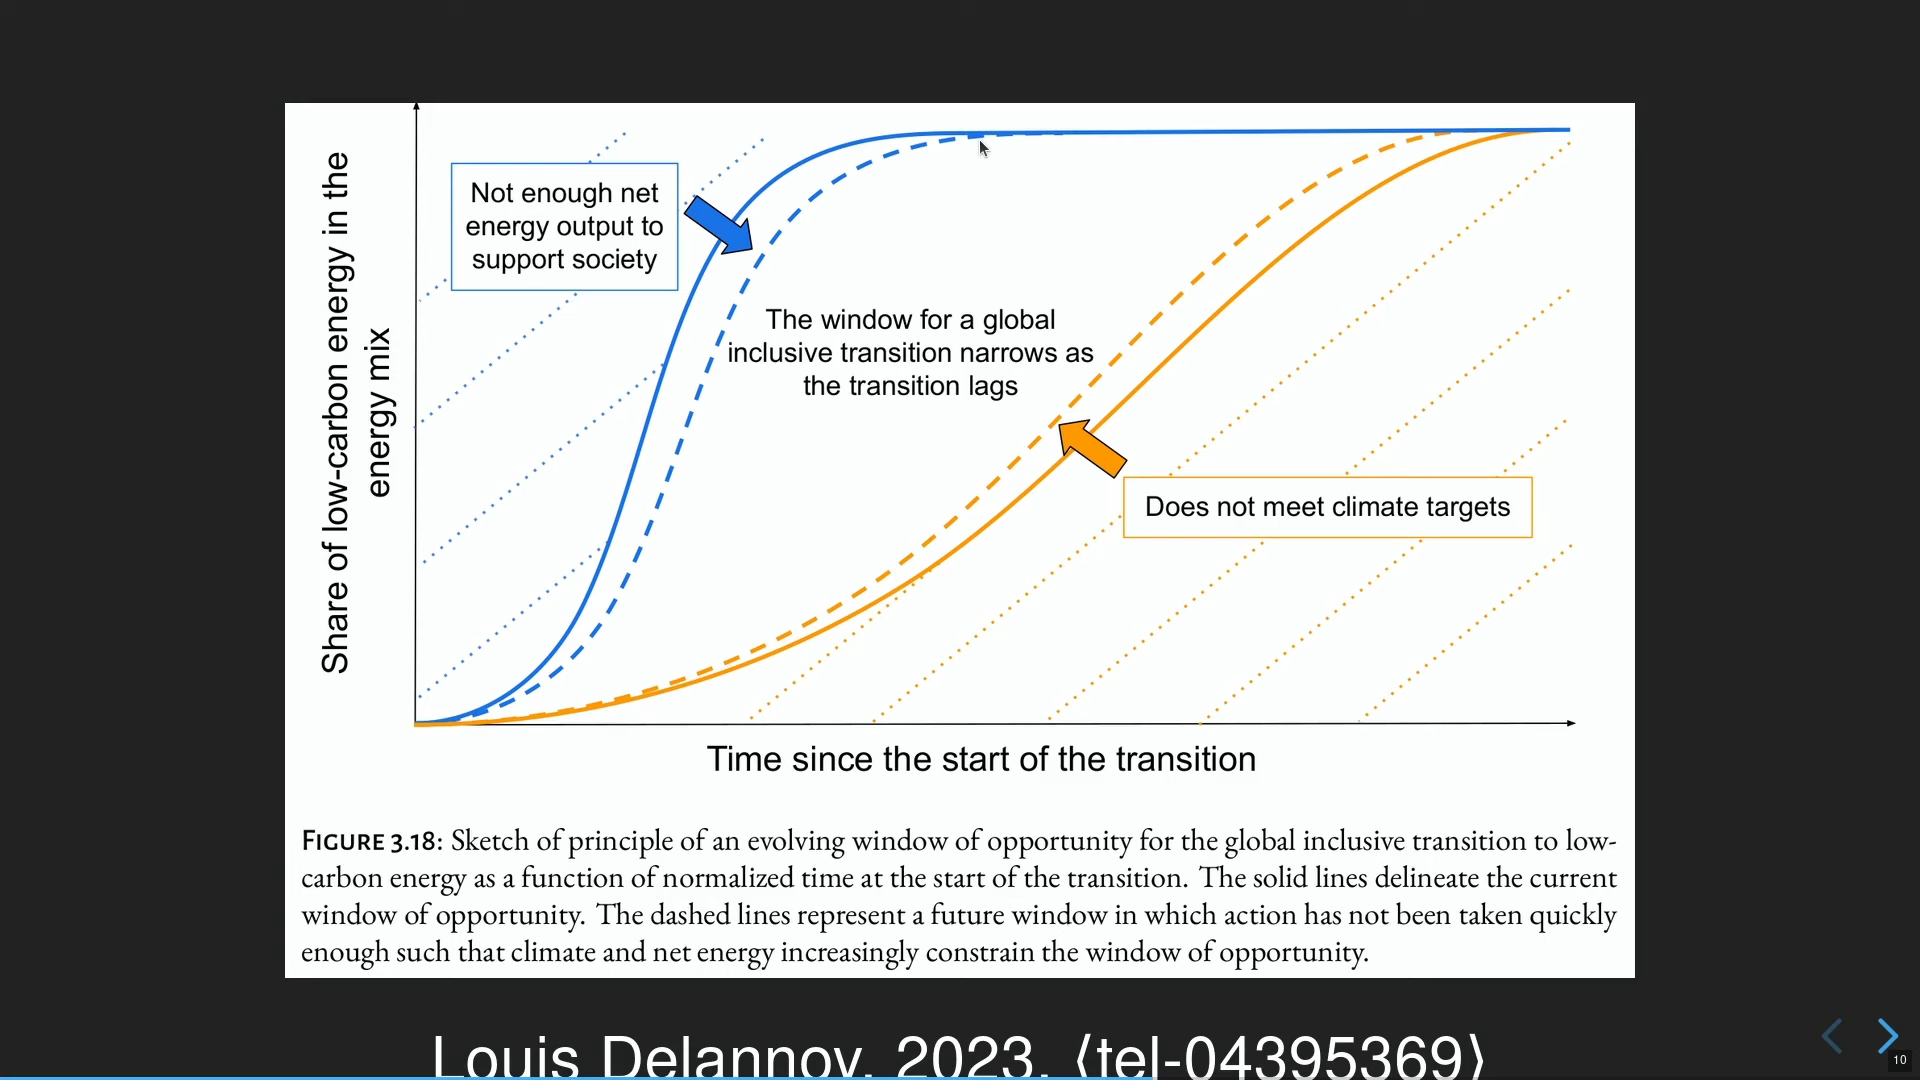 Share of low-carbon energy in the
energy mix
Not enough net
energy output to
support society
The window for a global
inclusive transition narrows as
the transition lags
Does not meet climate targets
Time since the start of the transition
FIGURE 3.18: Sketch of principle of an evolving window of opportunity for the global inclusive transition to low-
carbon energy as a function of normalized time at the start of the transition. The solid lines delineate the current
window of opportunity. The dashed lines represent a future window in which action has not been taken quickly
enough such that climate and net energy increasingly constrain the window of opportunity.
Louis Delannoy, 2023, ⟨tel-04395369⟩
10